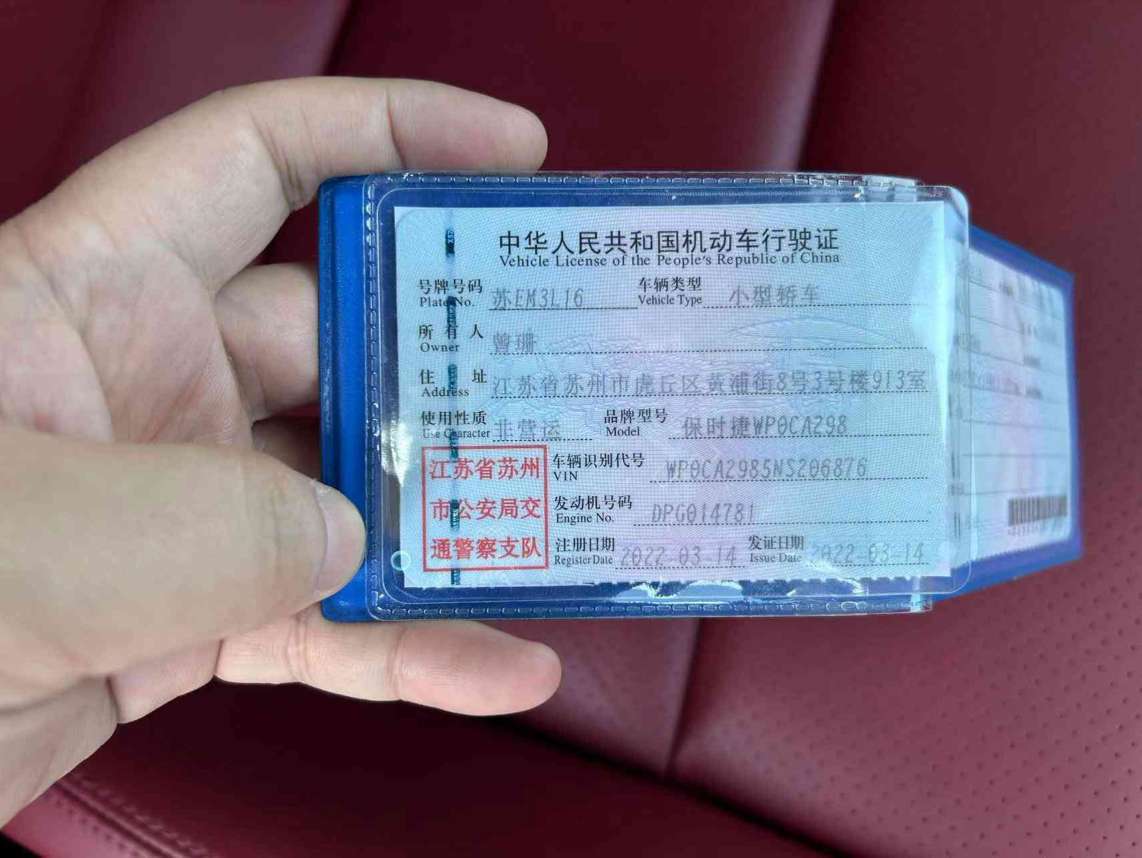 中华人民共和国机动车行驶证
Vehicle License of the People's Republic of China
号牌号码 苏EM3L16 车辆类型 小型轿车
Plate No. Vehicle Type
所有人 曾珊
Owner
住址 江苏省苏州市虎丘区黄浦街8号3号楼913室
Address
使用性质 非营运 品牌型号 保时捷WP0CA298
Use Character Model
江苏省苏州
市公安局交
通警察支队
车辆识别代号 WP0CA2985NS206876
VIN
发动机号码 DPG014781
Engine No.
注册日期 2022-03-14 发证日期 2022-03-14
Register Date Issue Date